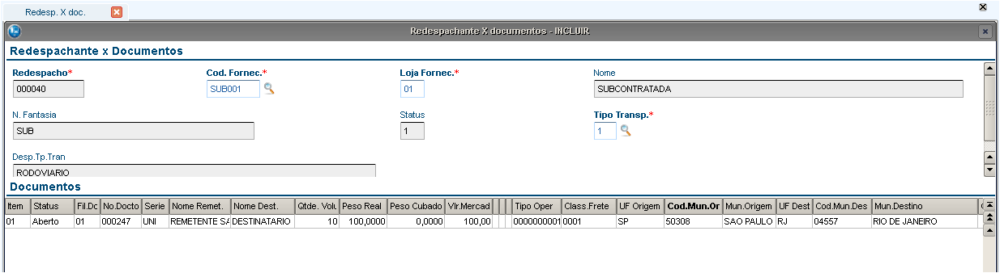 Redesp. X doc.
Redespachante X documentos - INCLUIR
Redespachante x Documentos
Redespacho* Cod. Fornec.* Loja Fornec.* Nome
000040 SUB001 01 SUBCONTRATADA
N. Fantasia Status Tipo Transp.*
SUB 1 1
Desp.Tp.Tran
RODOVIARIO
Documentos
Item Status Fil.Dc No.Docto Serie Nome Remet. Nome Dest. Qtde. Volu Peso Real Peso Cubado Vlr.Mercad Tipo Oper Class.Frete UF Origem Cod.Mun.Or Mun.Origem UF Dest Cod.Mun.Des Mun.Destino
01 Aberto 01 000247 UNI REMETENTE SA DESTINATARIO 10 100,0000 0,0000 100,00 0000000001 0001 SP 50308 SAO PAULO RJ 04557 RIO DE JANEIRO